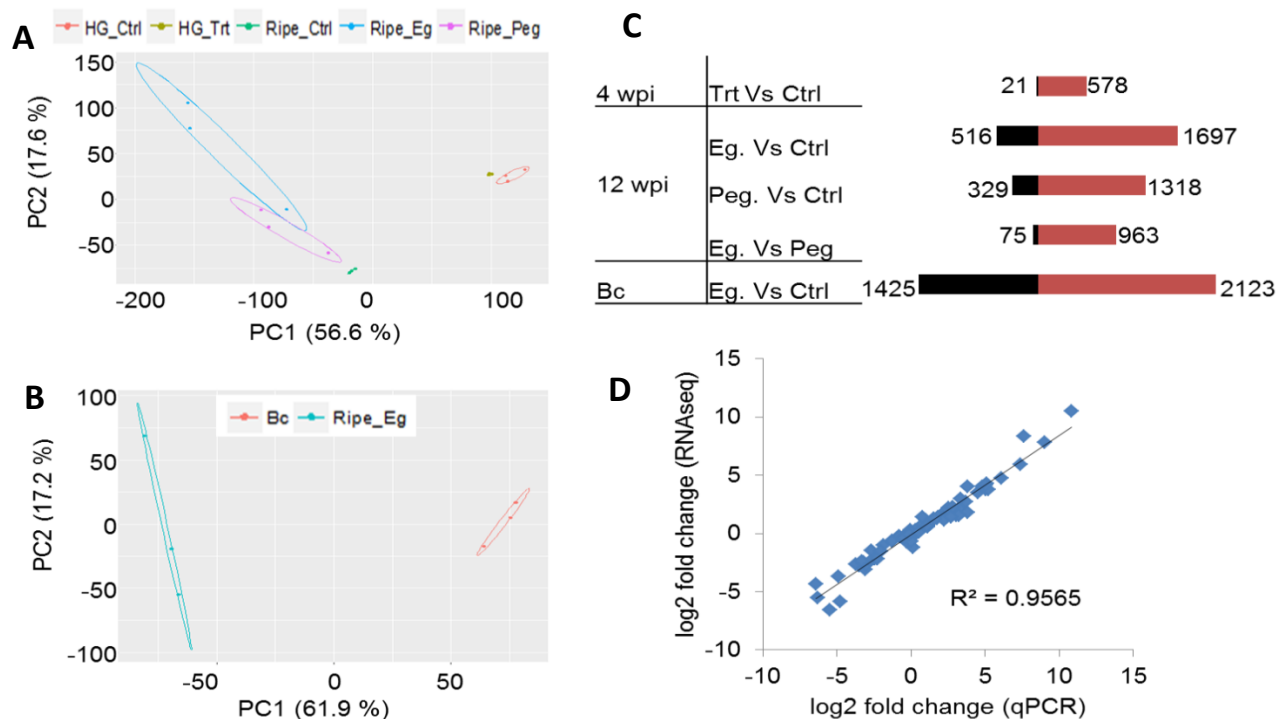 A
HG_Ctrl HG_Trt Ripe_Ctrl Ripe_Eg Ripe_Peg
PC2 (17.6 %)
150
100
50
0
-50
-200 -100 0 100
PC1 (56.6 %)
B
Bc Ripe_Eg
PC2 (17.2 %)
100
50
0
-50
-100
-50 0 50
PC1 (61.9 %)
C
4 wpi Trt Vs Ctrl 21 578
Eg. Vs Ctrl 516 1697
12 wpi
Peg. Vs Ctrl 329 1318
Eg. Vs Peg 75 963
Bc Eg. Vs Ctrl 1425 2123
D
log2 fold change (RNAseq)
15
10
5
0
-5
-10
R² = 0.9565
-10 -5 0 5 10 15
log2 fold change (qPCR)